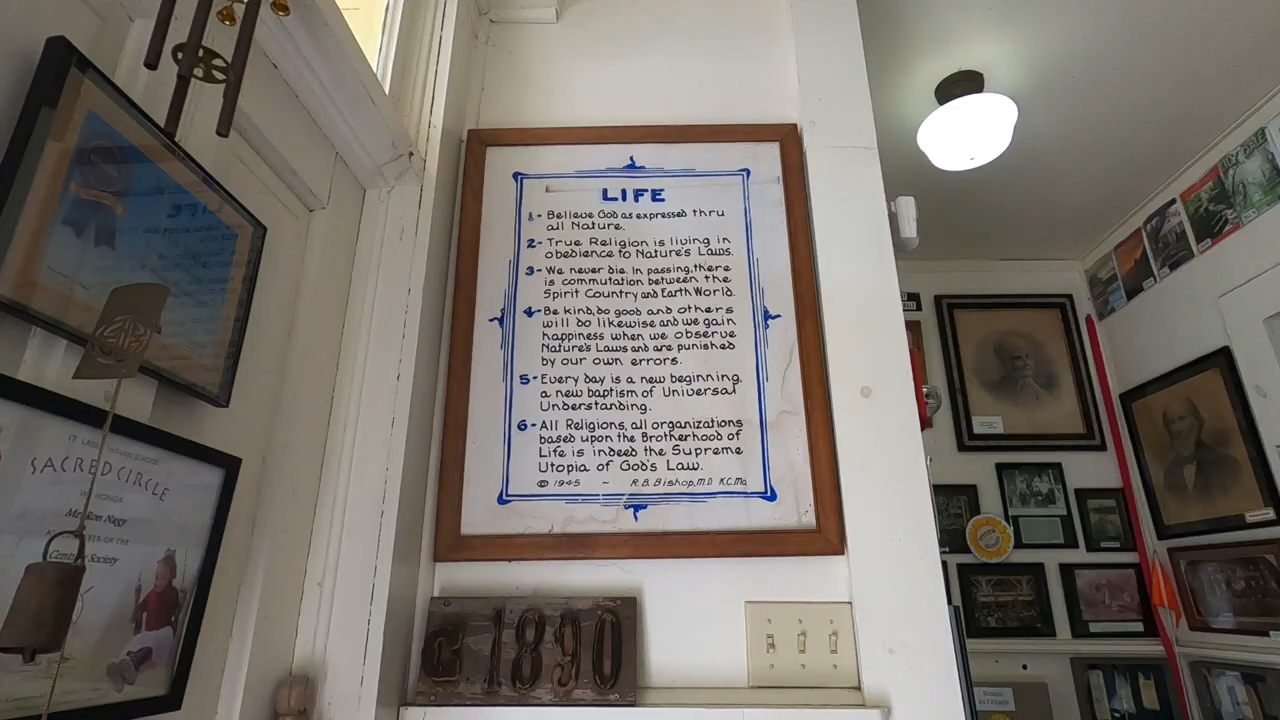 LIFE
1- Believe God as expressed thru
all Nature.
2- True Religion is living in
obedience to Nature's Laws.
3- We never die. In passing, there
is commutation between the
Spirit Country and Earth World.
4- Be kind, do good and others
will do likewise and we gain
happiness when we observe
Nature's Laws and are punished
by our own errors.
5- Every day is a new beginning,
a new baptism of Universal
Understanding.
6- All Religions, all organizations
based upon the Brotherhood of
Life is indeed the Supreme
Utopia of God's Law.
© 1945 ~ R.B. Bishop, M.D. K.C.Ma
1890
SACRED CIRCLE
Mr. Ron Nagy
Century Society